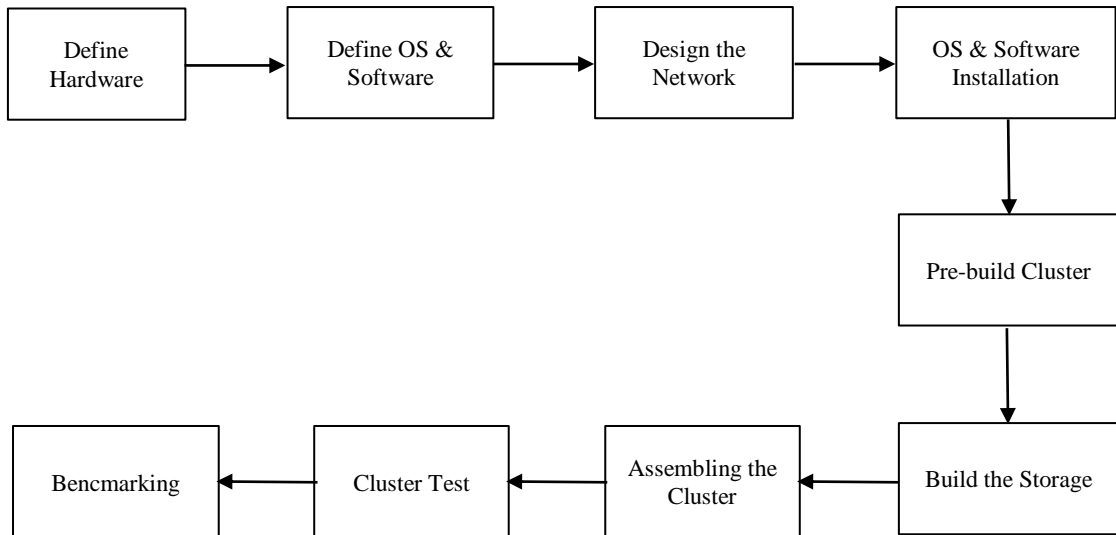 Define
Hardware
Define OS &
Software
Design the
Network
OS & Software
Installation
Pre-build Cluster
Build the Storage
Assembling the
Cluster
Cluster Test
Bencmarking